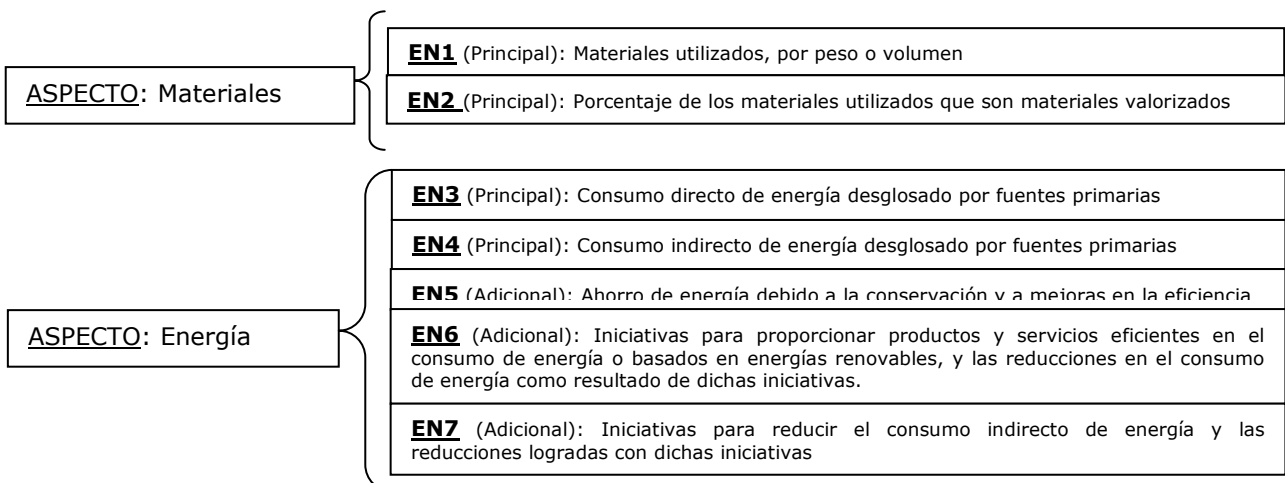 ASPECTO: Materiales
EN1 (Principal): Materiales utilizados, por peso o volumen
EN2 (Principal): Porcentaje de los materiales utilizados que son materiales valorizados
ASPECTO: Energía
EN3 (Principal): Consumo directo de energía desglosado por fuentes primarias
EN4 (Principal): Consumo indirecto de energía desglosado por fuentes primarias
EN5 (Adicional): Ahorro de energía debido a la conservación y a mejoras en la eficiencia
EN6 (Adicional): Iniciativas para proporcionar productos y servicios eficientes en el
consumo de energía o basados en energías renovables, y las reducciones en el consumo
de energía como resultado de dichas iniciativas.
EN7 (Adicional): Iniciativas para reducir el consumo indirecto de energía y las
reducciones logradas con dichas iniciativas